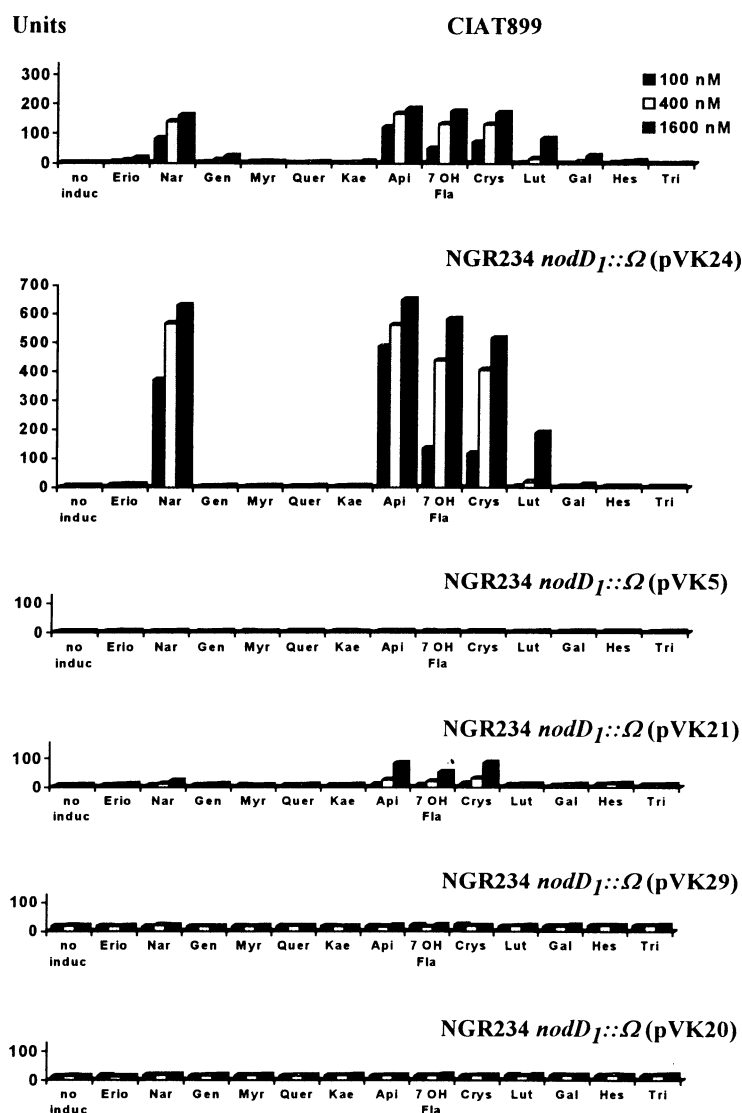 Units
CIAT899
300
200
100
0
100 nM
400 nM
1600 nM
no induc Erio Nar Gen Myr Quer Kae Api 7 OH Fla Crys Lut Gal Hes Tri
NGR234 nodD1::Ω (pVK24)
700
600
500
400
300
200
100
0
no induc Erio Nar Gen Myr Quer Kae Api 7 OH Fla Crys Lut Gal Hes Tri
NGR234 nodD1::Ω (pVK5)
100
0
no induc Erio Nar Gen Myr Quer Kae Api 7 OH Fla Crys Lut Gal Hes Tri
NGR234 nodD1::Ω (pVK21)
100
0
no induc Erio Nar Gen Myr Quer Kae Api 7 OH Fla Crys Lut Gal Hes Tri
NGR234 nodD1::Ω (pVK29)
100
0
no induc Erio Nar Gen Myr Quer Kae Api 7 OH Fla Crys Lut Gal Hes Tri
NGR234 nodD1::Ω (pVK20)
100
0
no induc Erio Nar Gen Myr Quer Kae Api 7 OH Fla Crys Lut Gal Hes Tri